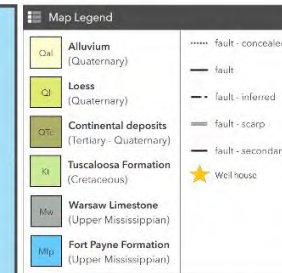 Map Legend
Qal
Alluvium
(Quaternary)
Ql
Loess
(Quaternary)
QTc
Continental deposits
(Tertiary - Quaternary)
Kt
Tuscaloosa Formation
(Cretaceous)
Mw
Warsaw Limestone
(Upper Mississippian)
Mfp
Fort Payne Formation
(Upper Mississippian)
fault - concealed
fault
fault - inferred
fault - scarp
fault - secondar
Well house